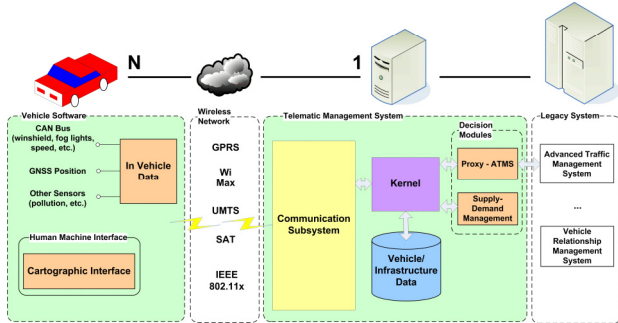 N
1
Vehicle Software
CAN Bus
(winshield, fog lights,
speed, etc.)
GNSS Position
Other Sensors
(pollution, etc.)
In Vehicle
Data
Human Machine Interface
Cartographic Interface
Wireless
Network
GPRS
Wi
Max
UMTS
SAT
IEEE
802.11x
Telematic Management System
Communication
Subsystem
Kernel
Vehicle/
Infrastructure
Data
Decision
Modules
Proxy - ATMS
Supply-
Demand
Management
Legacy System
Advanced Traffic
Management
System
...
Vehicle
Relationship
Management
System